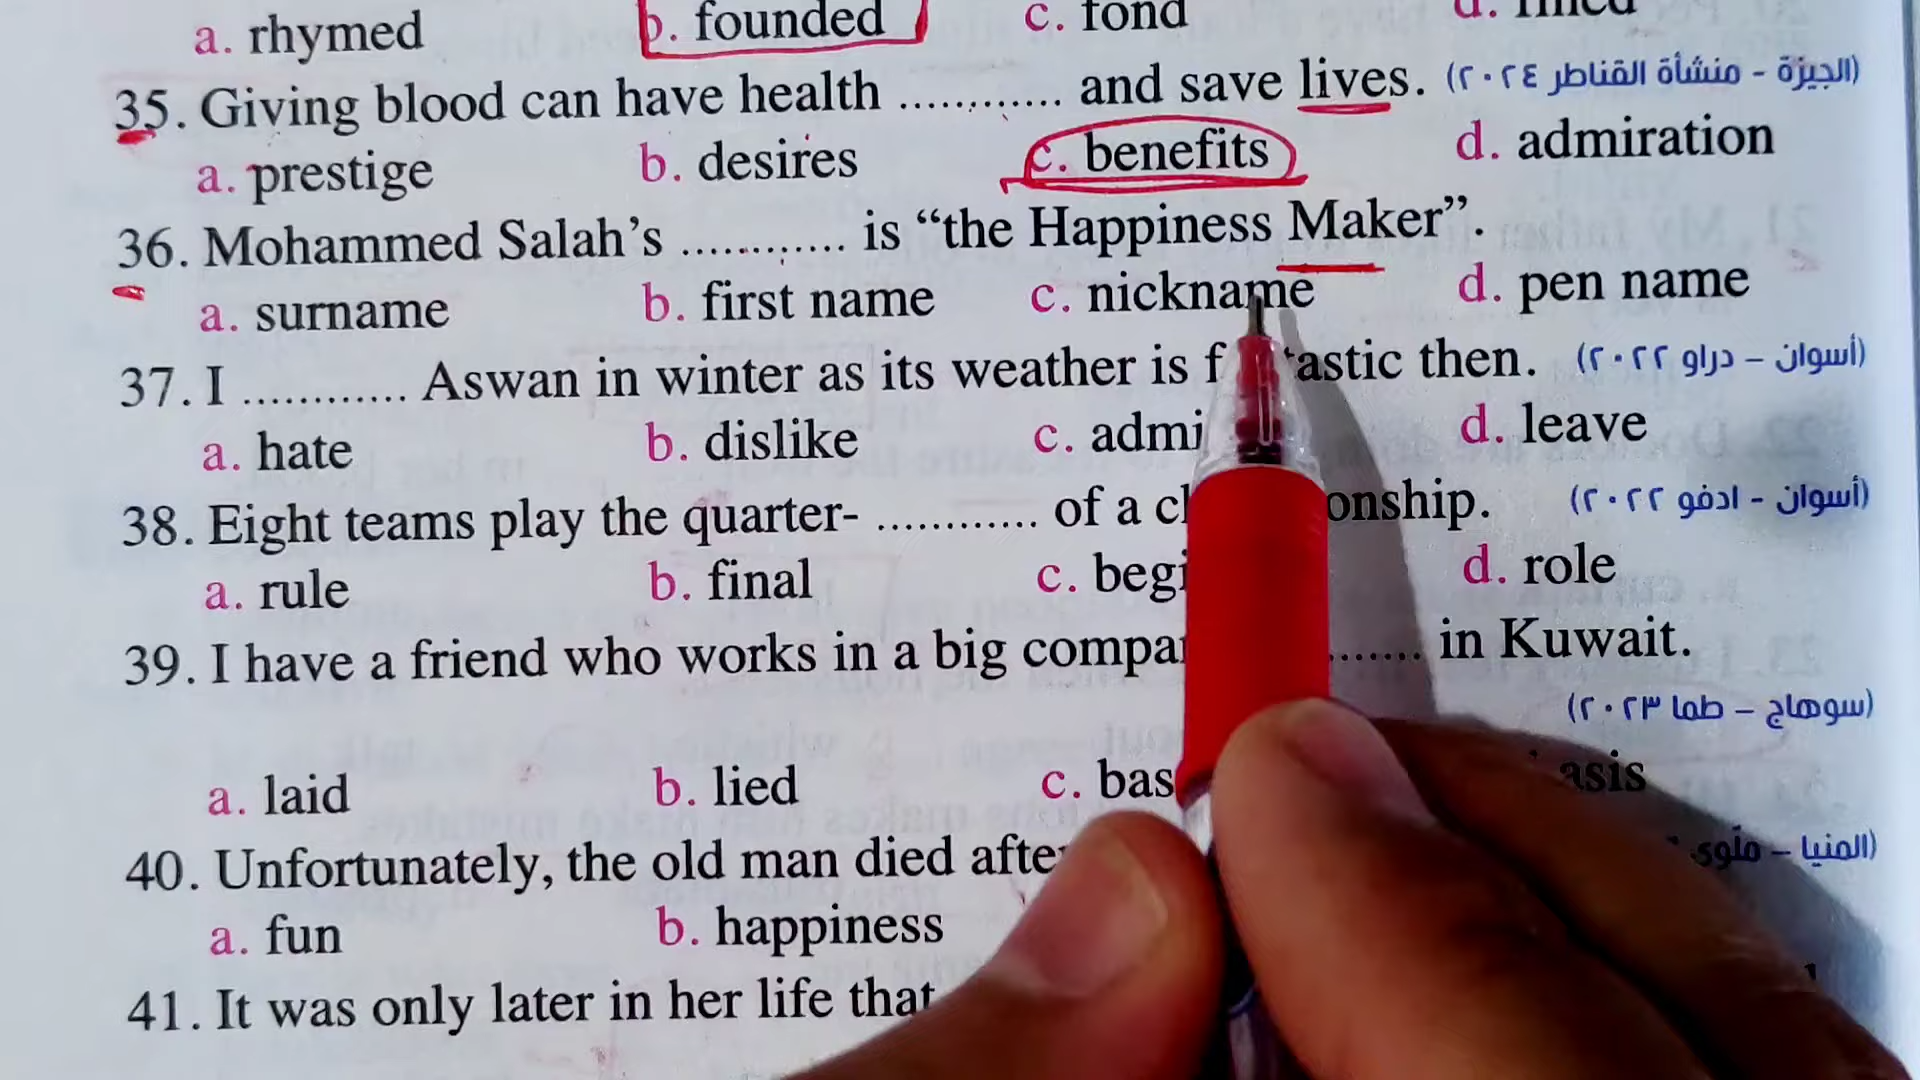 a. rhymed b. founded c. fond
35. Giving blood can have health ............ and save lives. (الجيزة - منشأة القناطر ٢٠٢٤)
a. prestige b. desires c. benefits d. admiration
36. Mohammed Salah’s ............ is “the Happiness Maker”.
a. surname b. first name c. nickname d. pen name
37. I ............ Aswan in winter as its weather is f tastic then. (أسوان - دراو ٢٠٢٢)
a. hate b. dislike c. admi d. leave
38. Eight teams play the quarter- ............ of a ch onship. (أسوان - ادفو ٢٠٢٢)
a. rule b. final c. begi d. role
39. I have a friend who works in a big compa ....... in Kuwait.
(سوهاج - طما ٢٠٢٣)
a. laid b. lied c. bas asis
40. Unfortunately, the old man died after (المنيا - ملوى
a. fun b. happiness
41. It was only later in her life that